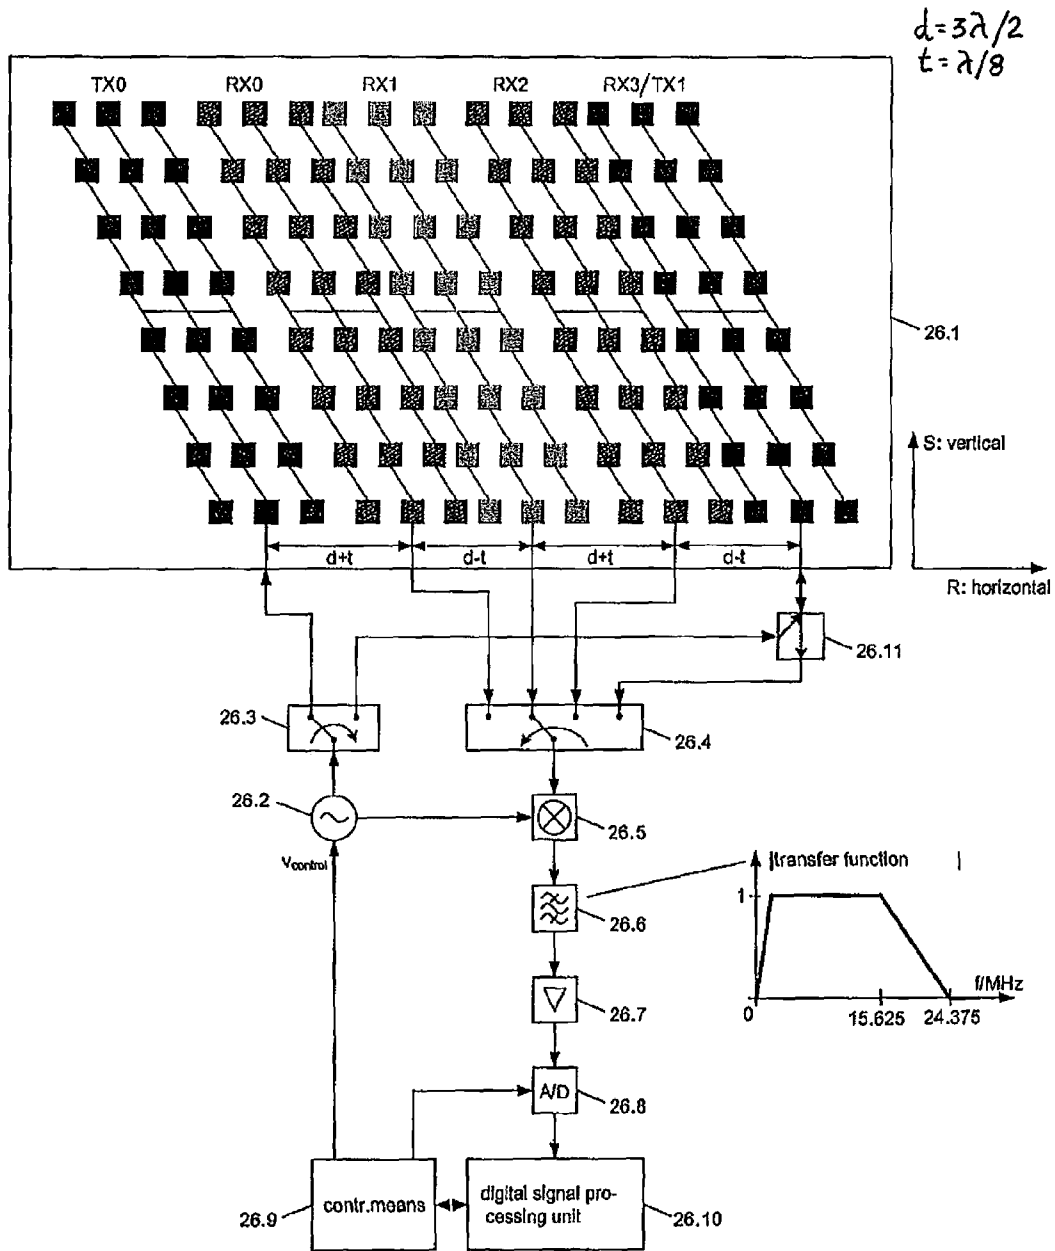 d=3λ/2
t=λ/8
TX0 RX0 RX1 RX2 RX3/TX1
26.1
S: vertical
d+t d-t d+t d-t
R: horizontal
26.11
26.3
26.4
26.2
26.5
Vcontrol
transfer function
1
26.6
f/MHz
0 15.625 24.375
26.7
A/D
26.8
contr.means
digital signal pro-
cessing unit
26.9
26.10